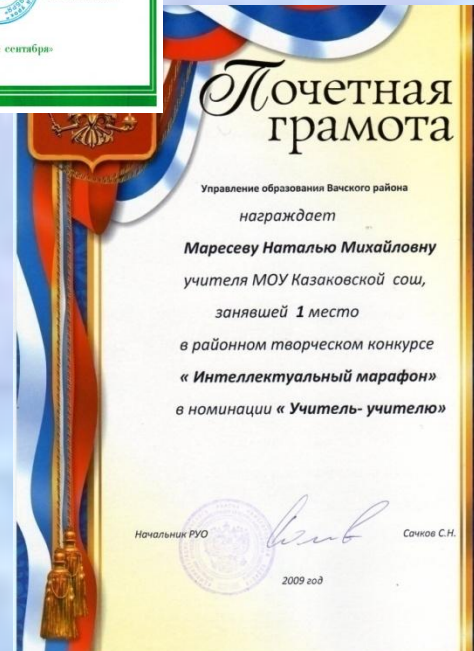 сентября»
Почетная
грамота
Управление образования Вачского района
награждает
Маресеву Наталью Михайловну
учителя МОУ Казаковской сош,
занявшей 1 место
в районном творческом конкурсе
« Интеллектуальный марафон»
в номинации « Учитель- учителю»
Начальник РУО
Сачков С.Н.
2009 год